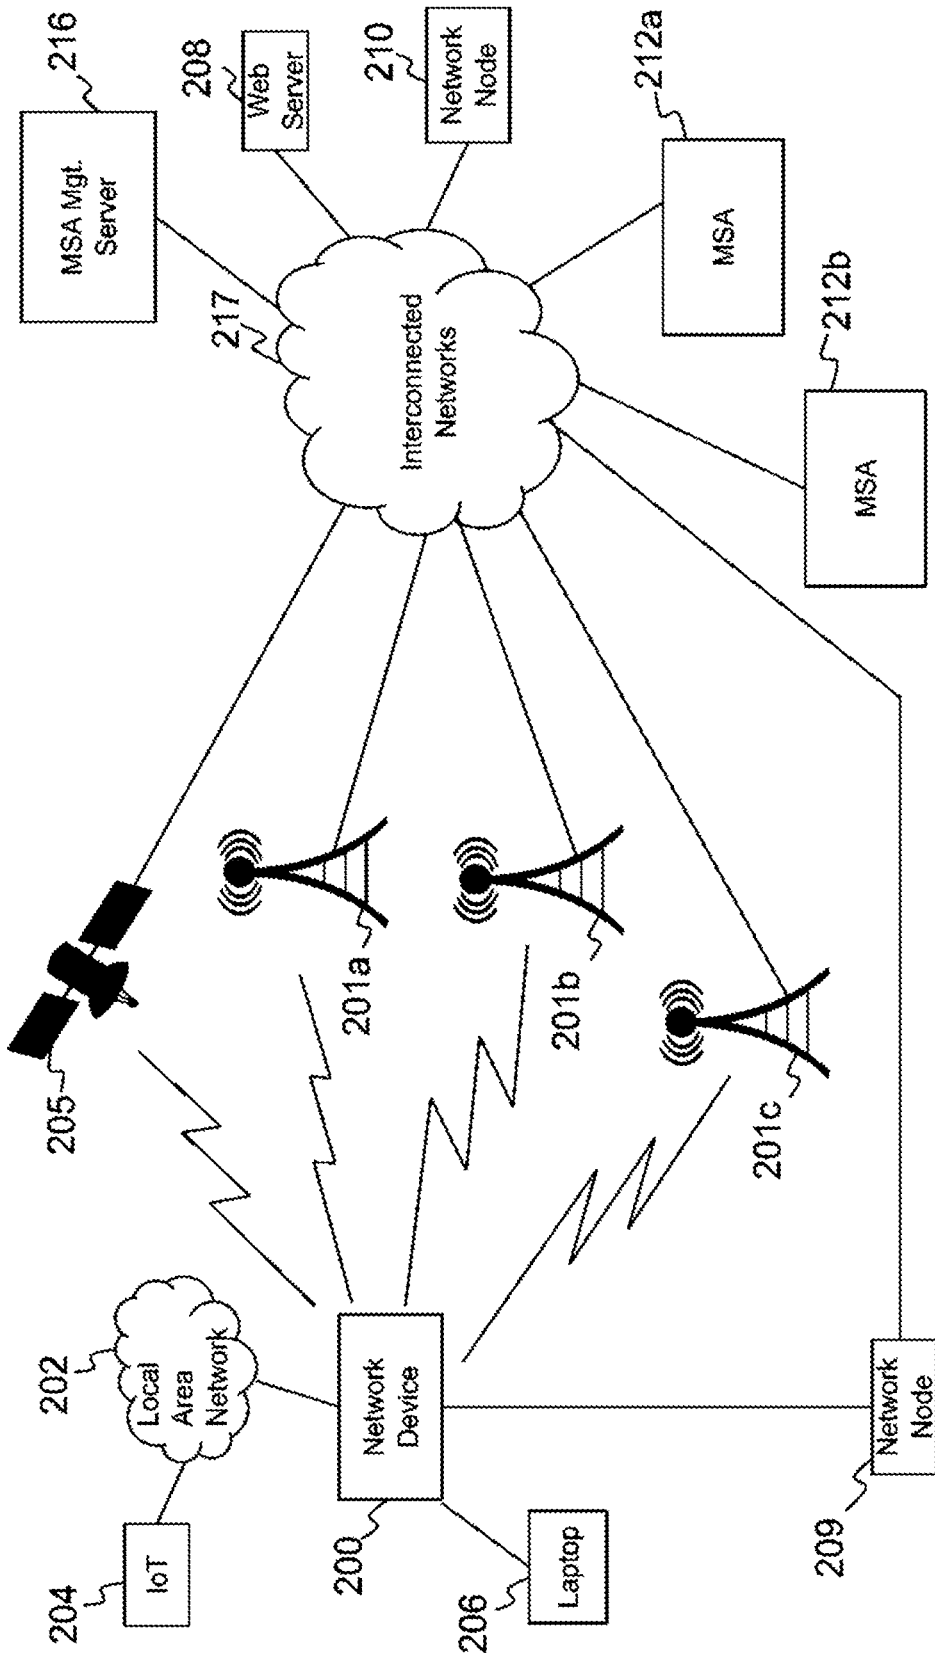 204
IoT
202
Local
Area
Network
205
MSA Mgt.
Server
216
217
Web
Server
208
Network
Node
210
200
Network
Device
206
Laptop
201a
201b
201c
Interconnected
Networks
MSA
212a
MSA
212b
209
Network
Node